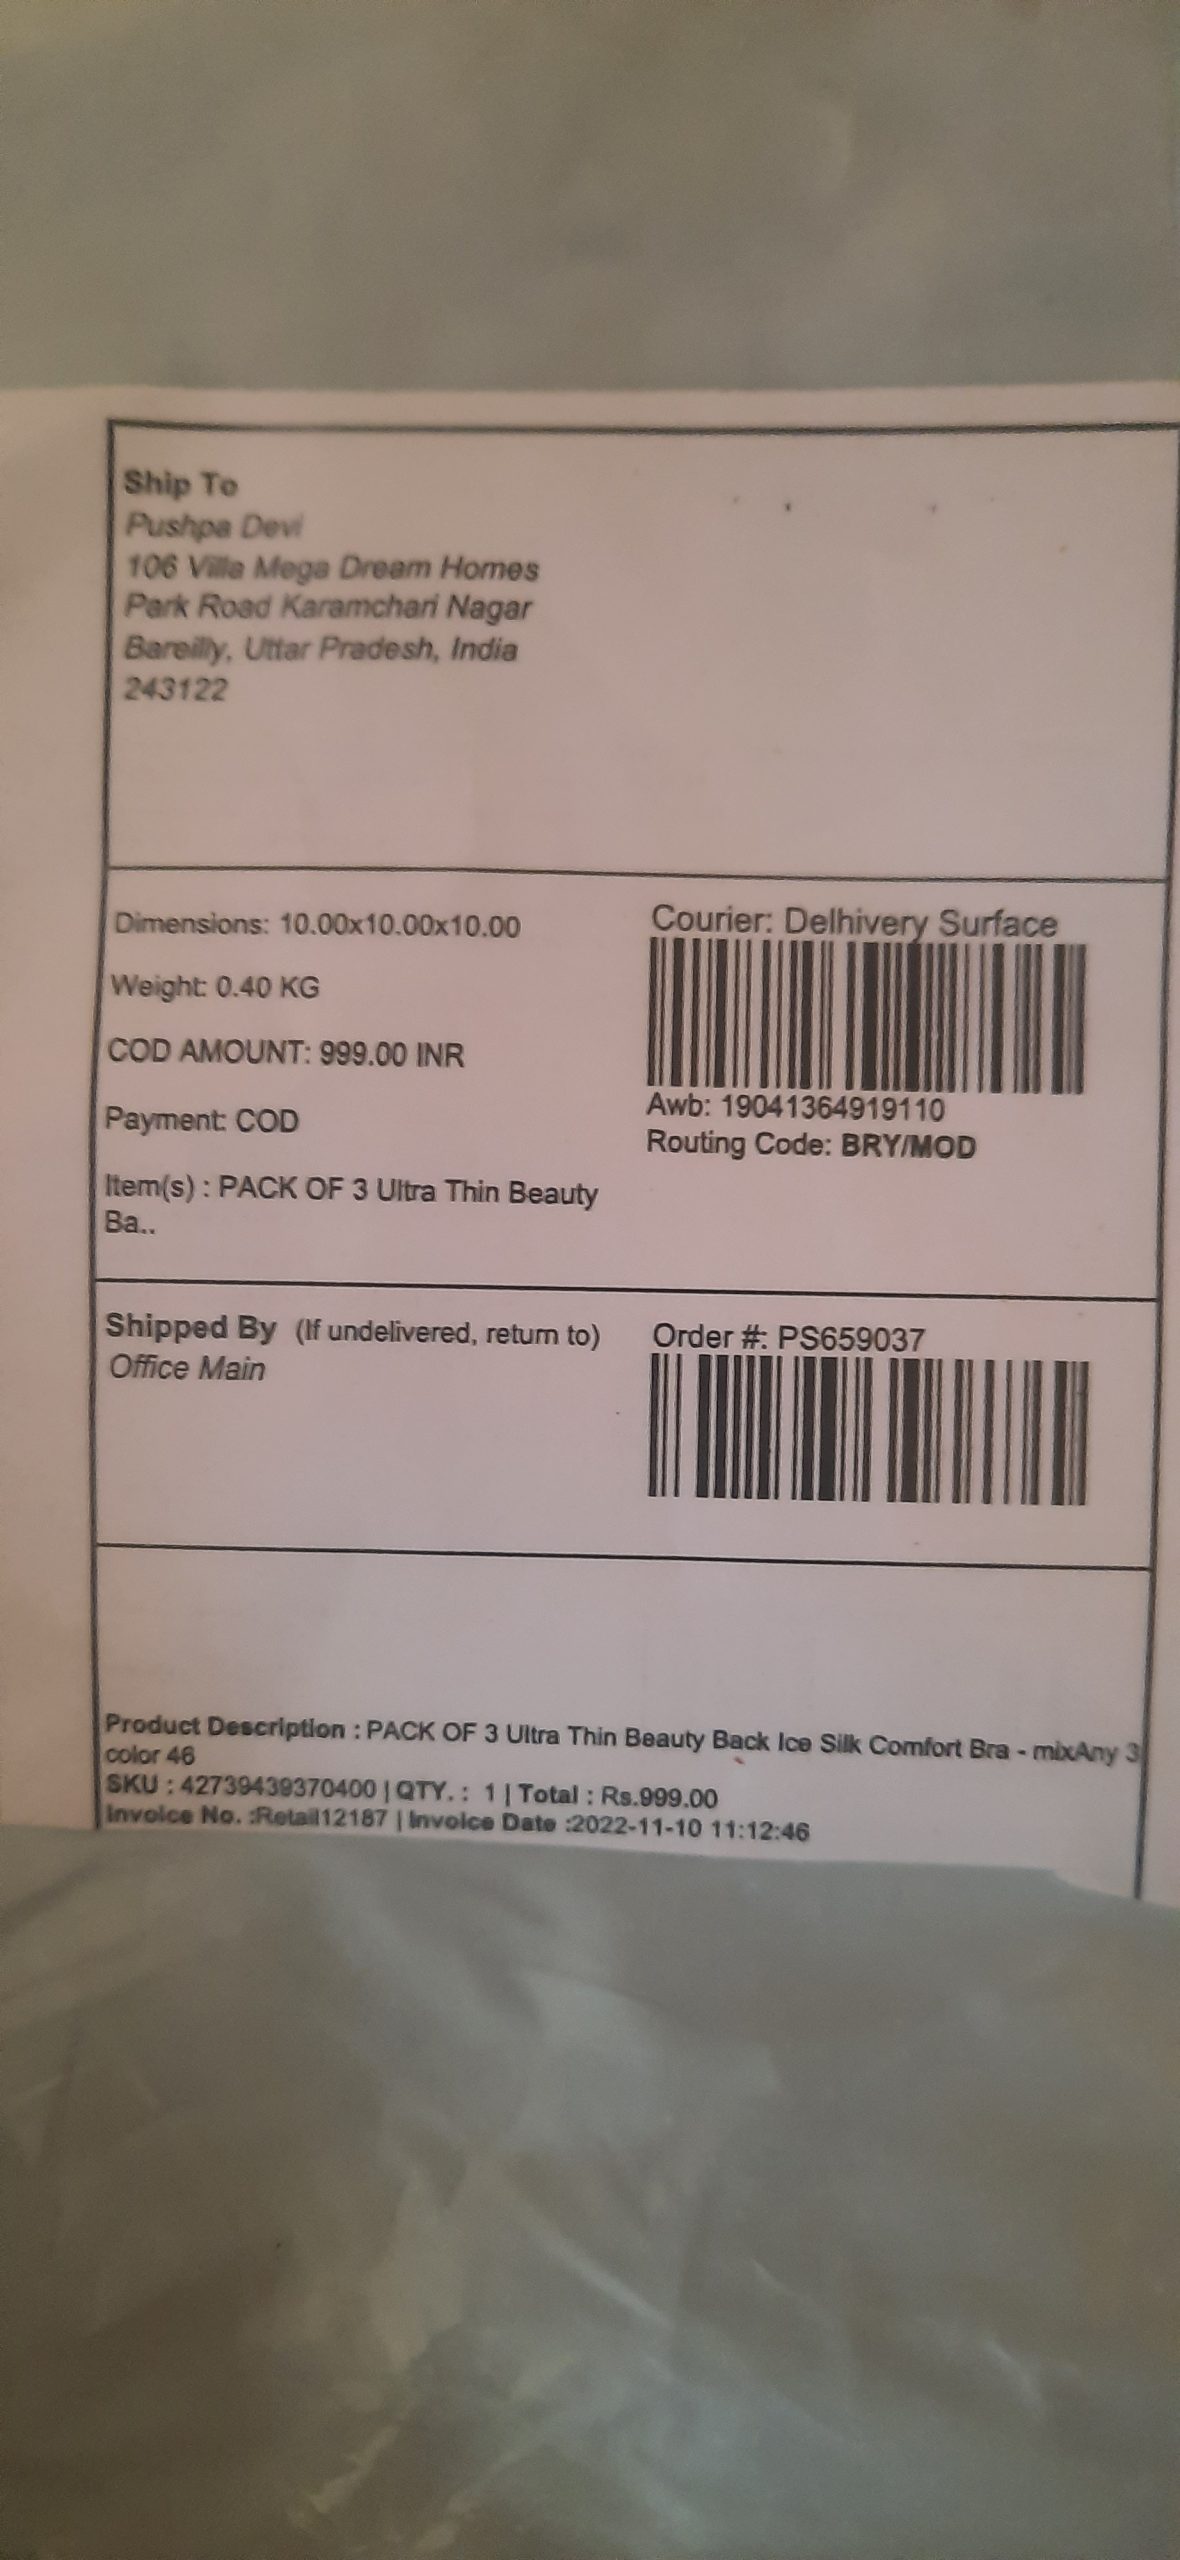 Ship To
Pushpa Devi
106 Villa Mega Dream Homes
Park Road Karamchari Nagar
Bareilly, Uttar Pradesh, India
243122
Dimensions: 10.00x10.00x10.00
Weight: 0.40 KG
COD AMOUNT: 999.00 INR
Payment: COD
Item(s) : PACK OF 3 Ultra Thin Beauty
Ba..
Courier: Delhivery Surface
Awb: 19041364919110
Routing Code: BRY/MOD
Shipped By (If undelivered, return to)
Office Main
Order #: PS659037
Product Description : PACK OF 3 Ultra Thin Beauty Back Ice Silk Comfort Bra - mixAny 3
color 46
SKU : 42739439370400 | QTY. : 1 | Total : Rs.999.00
Invoice No. :Retail12187 | Invoice Date :2022-11-10 11:12:46